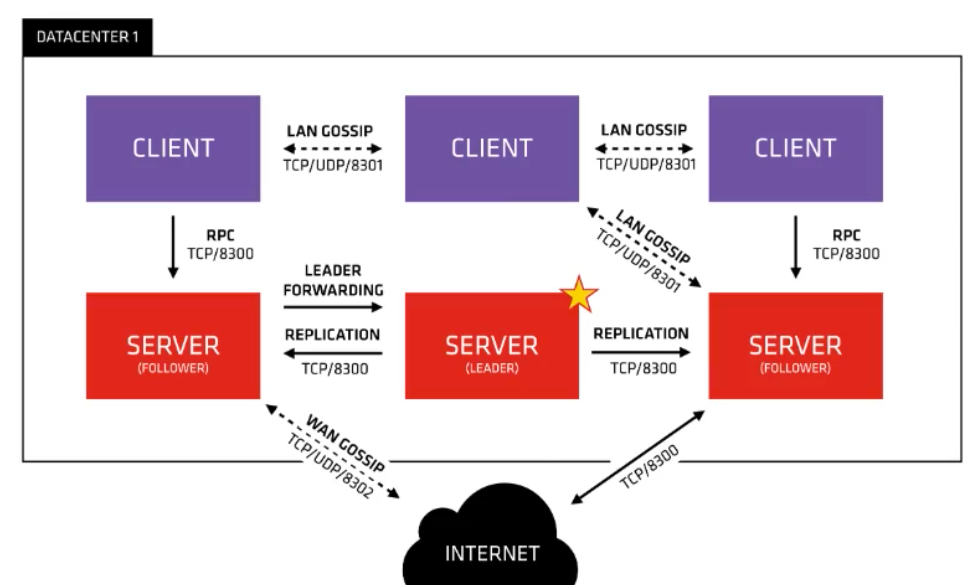 DATACENTER 1
CLIENT
LAN GOSSIP
TCP/UDP/8301
CLIENT
LAN GOSSIP
TCP/UDP/8301
CLIENT
RPC
TCP/8300
LAN GOSSIP
TCP/UDP/8301
RPC
TCP/8300
LEADER
FORWARDING
SERVER
(FOLLOWER)
REPLICATION
TCP/8300
SERVER
(LEADER)
REPLICATION
TCP/8300
SERVER
(FOLLOWER)
WAN GOSSIP
TCP/UDP/8302
TCP/8300
INTERNET